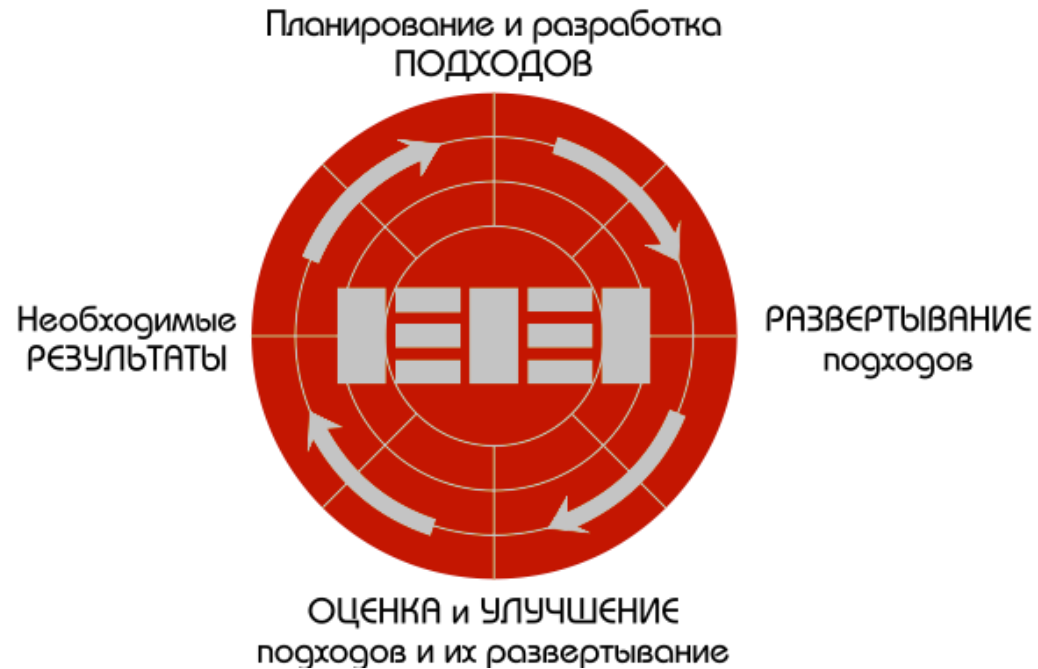 Планирование и разработка
ПОДХОДОВ
Необходимые
РЕЗУЛЬТАТЫ
РАЗВЕРТЫВАНИЕ
подходов
ОЦЕНКА и УЛУЧШЕНИЕ
подходов и их развертывание